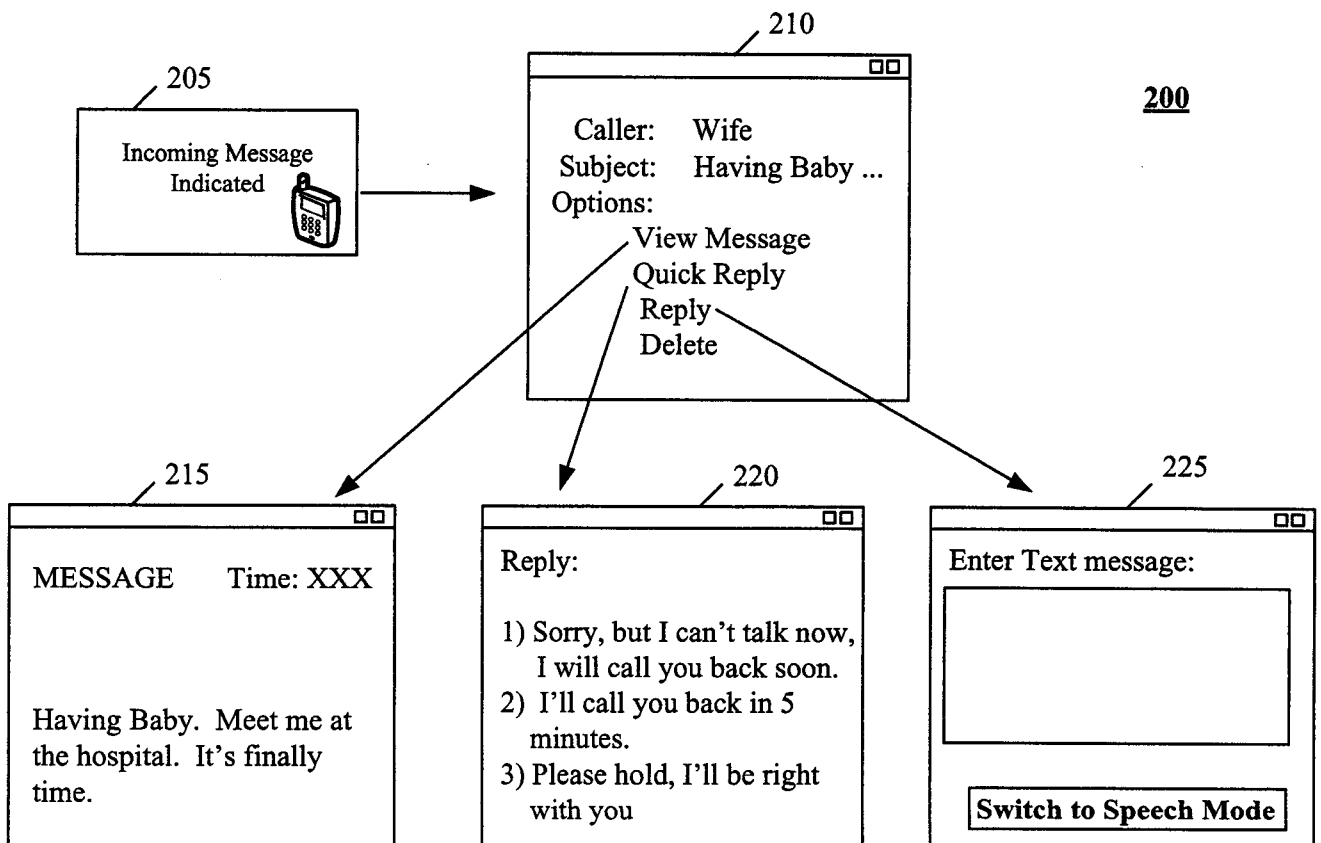 210
205
200
Incoming Message
Indicated
Caller: Wife
Subject: Having Baby ...
Options:
View Message
Quick Reply
Reply
Delete
215
220
225
MESSAGE Time: XXX
Having Baby. Meet me at
the hospital. It's finally
time.
Reply:
1) Sorry, but I can't talk now,
I will call you back soon.
2) I'll call you back in 5
minutes.
3) Please hold, I'll be right
with you
Enter Text message:
Switch to Speech Mode